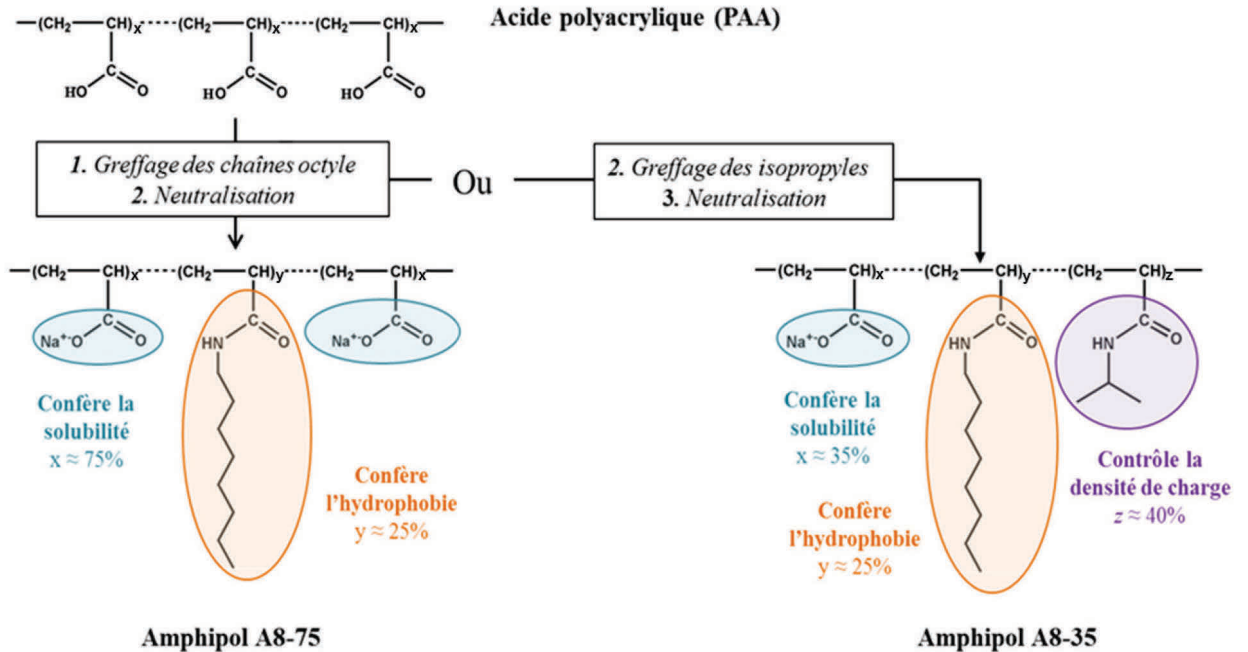 Acide polyacrylique (PAA)
—(CH₂—CH)x------(CH₂—CH)x------(CH₂—CH)x—
HO C O HO C O HO C O
1. Greffage des chaînes octyle
2. Neutralisation
Ou
2. Greffage des isopropyles
3. Neutralisation
—(CH₂—CH)x------(CH₂—CH)y------(CH₂—CH)x—
Na⁺⁻O C O
HN C O
Na⁺⁻O C O
Confère la
solubilité
x ≈ 75%
Confère
l'hydrophobie
y ≈ 25%
Amphipol A8-75
—(CH₂—CH)x------(CH₂—CH)y------(CH₂—CH)z—
Na⁺⁻O C O
HN C O
HN C O
Confère la
solubilité
x ≈ 35%
Confère
l'hydrophobie
y ≈ 25%
Contrôle la
densité de charge
z ≈ 40%
Amphipol A8-35